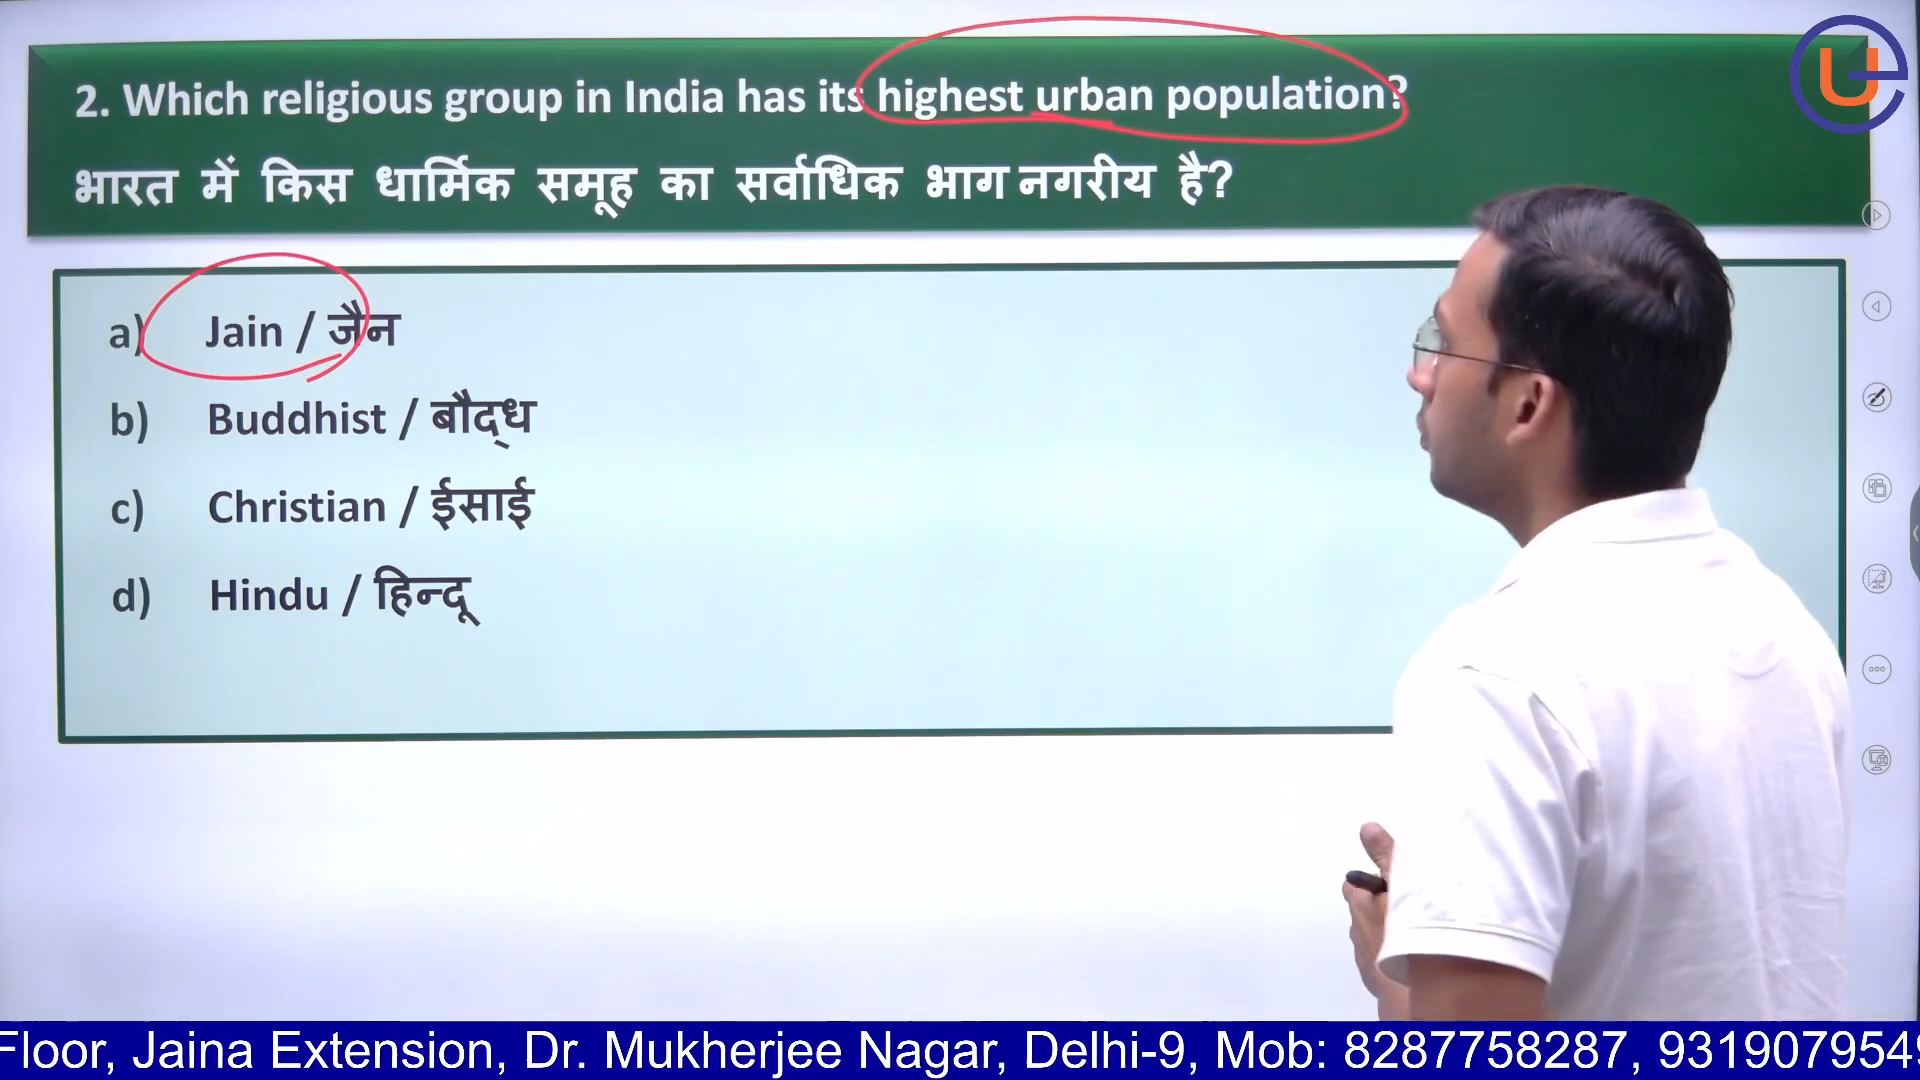 2. Which religious group in India has its highest urban population?
भारत में किस धार्मिक समूह का सर्वाधिक भाग नगरीय है?
a) Jain / जैन
b) Buddhist / बौद्ध
c) Christian / ईसाई
d) Hindu / हिन्दू
Floor, Jaina Extension, Dr. Mukherjee Nagar, Delhi-9, Mob: 8287758287, 931907954